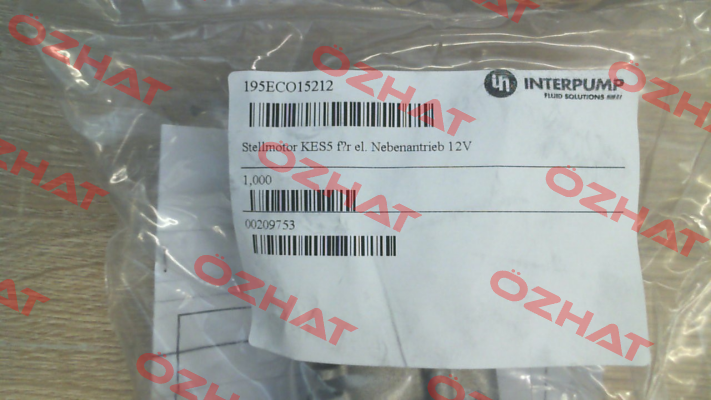 195ECO15212
INTERPUMP
FLUID SOLUTIONS
Stellmotor KES5 f?r el. Nebenantrieb 12V
1,000
00209753
ÖZHAT
ÖZHAT
ÖZHAT
ÖZHAT
ÖZHAT
ÖZHAT
ÖZHAT
ÖZHAT
ÖZHAT